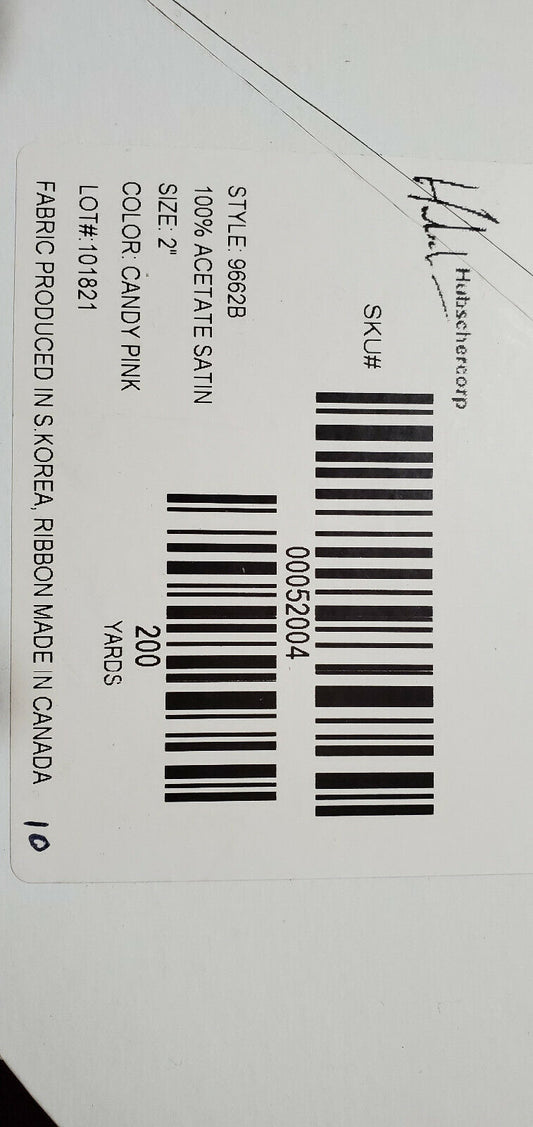 Hubschercorp
SKU#
00052004
STYLE: 9662B
100% ACETATE SATIN
SIZE: 2"
COLOR: CANDY PINK
200
YARDS
LOT#:101821
FABRIC PRODUCED IN S.KOREA, RIBBON MADE IN CANADA
10